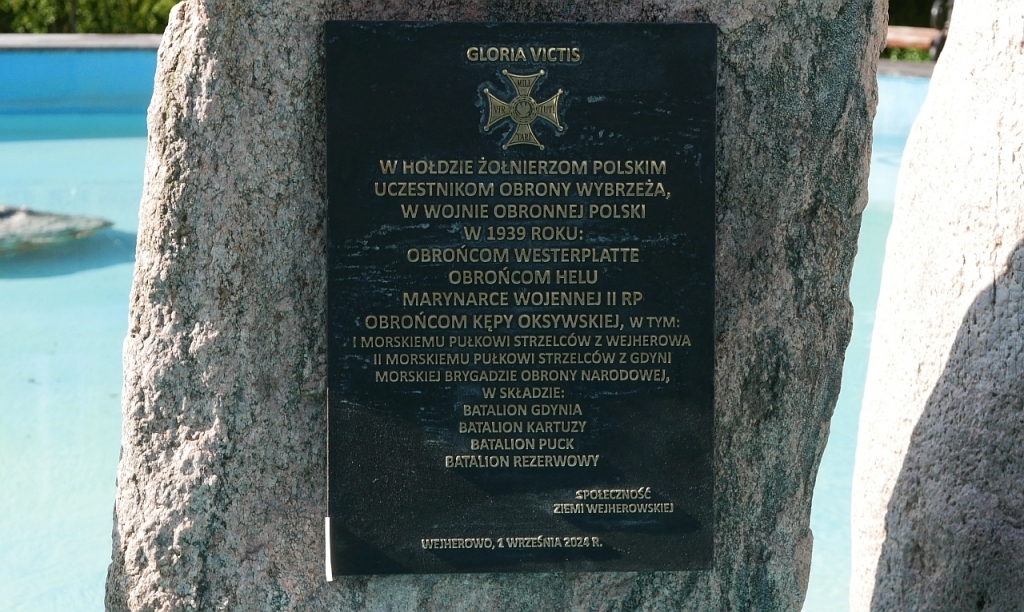 GLORIA VICTIS
W HOŁDZIE ŻOŁNIERZOM POLSKIM
UCZESTNIKOM OBRONY WYBRZEŻA,
W WOJNIE OBRONNEJ POLSKI
W 1939 ROKU:
OBROŃCOM WESTERPLATTE
OBROŃCOM HELU
MARYNARCE WOJENNEJ II RP
OBROŃCOM KĘPY OKSYWSKIEJ, W TYM:
I MORSKIEMU PUŁKOWI STRZELCÓW Z WEJHEROWA
II MORSKIEMU PUŁKOWI STRZELCÓW Z GDYNI
MORSKIEJ BRYGADZIE OBRONY NARODOWEJ,
W SKŁADZIE:
BATALION GDYNIA
BATALION KARTUZY
BATALION PUCK
BATALION REZERWOWY
SPOŁECZNOŚĆ
ZIEMI WEJHEROWSKIEJ
WEJHEROWO, 1 WRZEŚNIA 2024 R.